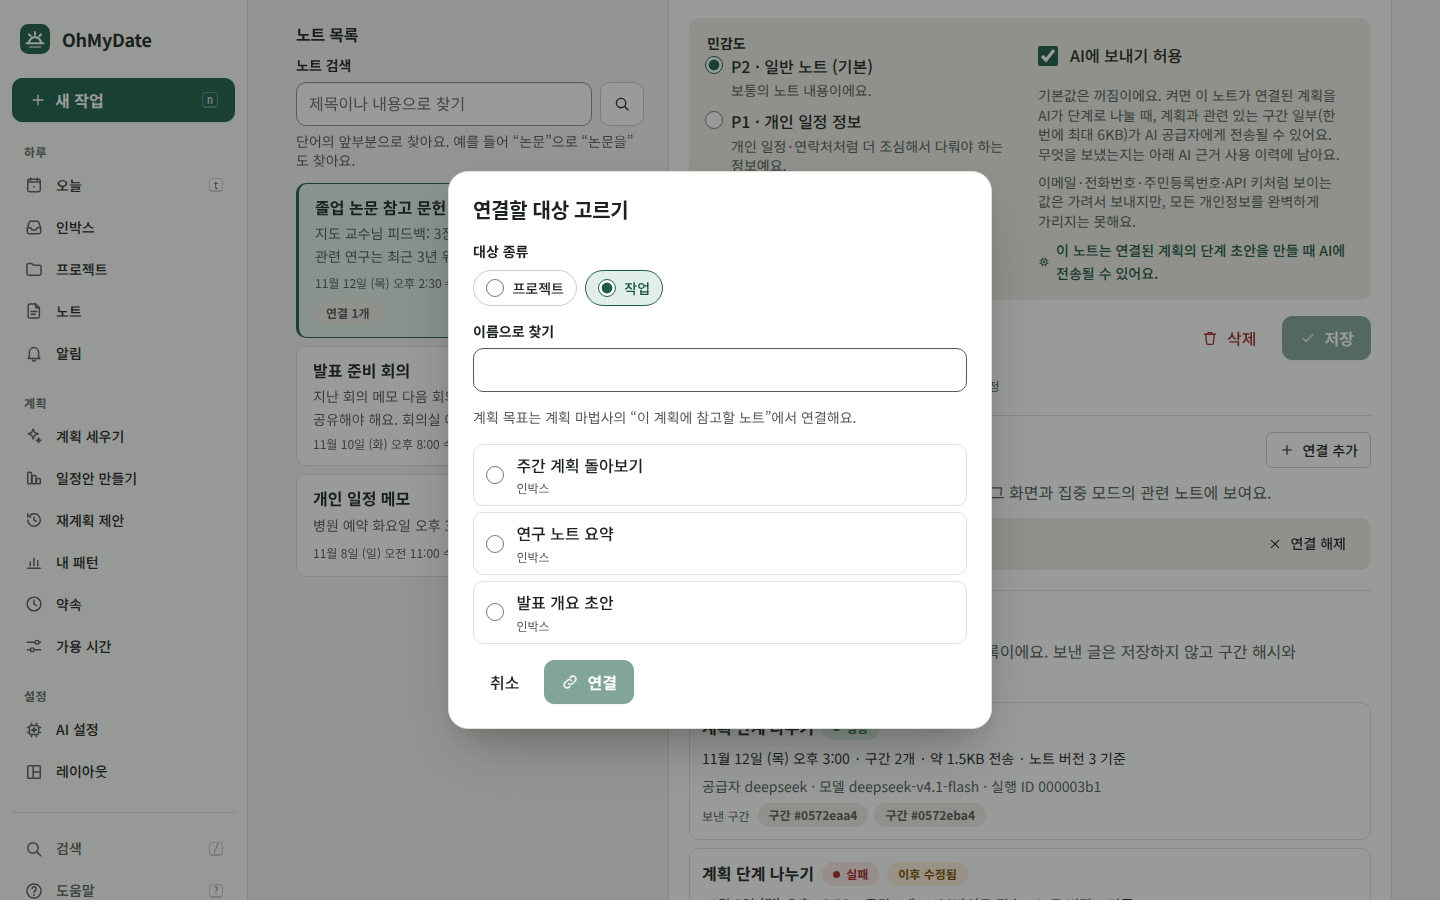 OhMyDate
새 작업
n
하루
오늘
t
인박스
프로젝트
노트
알림
계획
계획 세우기
일정안 만들기
재계획 제안
내 패턴
약속
가용 시간
설정
AI 설정
레이아웃
검색
/
도움말
?
노트 목록
노트 검색
제목이나 내용으로 찾기
단어의 앞부분으로 찾아요. 예를 들어 “논문”으로 “논문을”
도 찾아요.
졸업 논문 참고 문헌
지도 교수님 피드백: 3장
관련 연구는 최근 3년
11월 12일 (목) 오후 2:30
연결 1개
발표 준비 회의
지난 회의 메모 다음
공유해야 해요. 회의실
11월 10일 (화) 오후 8:00
개인 일정 메모
병원 예약 화요일 오후
11월 8일 (일) 오전 11:00
민감도
P2 · 일반 노트 (기본)
보통의 노트 내용이에요.
P1 · 개인 일정 정보
개인 일정·연락처처럼 더 조심해서 다뤄야 하는
정보예요.
AI에 보내기 허용
기본값은 꺼짐이에요. 켜면 이 노트가 연결된 계획을
AI가 단계로 나눌 때, 계획과 관련 있는 구간 일부(한
번에 최대 6KB)가 AI 공급자에게 전송될 수 있어요.
무엇을 보냈는지는 아래 AI 근거 사용 이력에 남아요.
이메일·전화번호·주민등록번호·API 키처럼 보이는
값은 가려서 보내지만, 모든 개인정보를 완벽하게
가리지는 못해요.
이 노트는 연결된 계획의 단계 초안을 만들 때 AI에
전송될 수 있어요.
삭제
저장
정
연결 추가
그 화면과 집중 모드의 관련 노트에 보여요.
연결 해제
록이에요. 보낸 글은 저장하지 않고 구간 해시와
계획 단계 나누기
11월 12일 (목) 오후 3:00 · 구간 2개 · 약 1.5KB 전송 · 노트 버전 3 기준
공급자 deepseek · 모델 deepseek-v4.1-flash · 실행 ID 000003b1
보낸 구간
구간 #0572eaa4
구간 #0572eba4
계획 단계 나누기
실패
이후 수정됨
연결할 대상 고르기
대상 종류
프로젝트
작업
이름으로 찾기
계획 목표는 계획 마법사의 “이 계획에 참고할 노트”에서 연결해요.
주간 계획 돌아보기
인박스
연구 노트 요약
인박스
발표 개요 초안
인박스
취소
연결